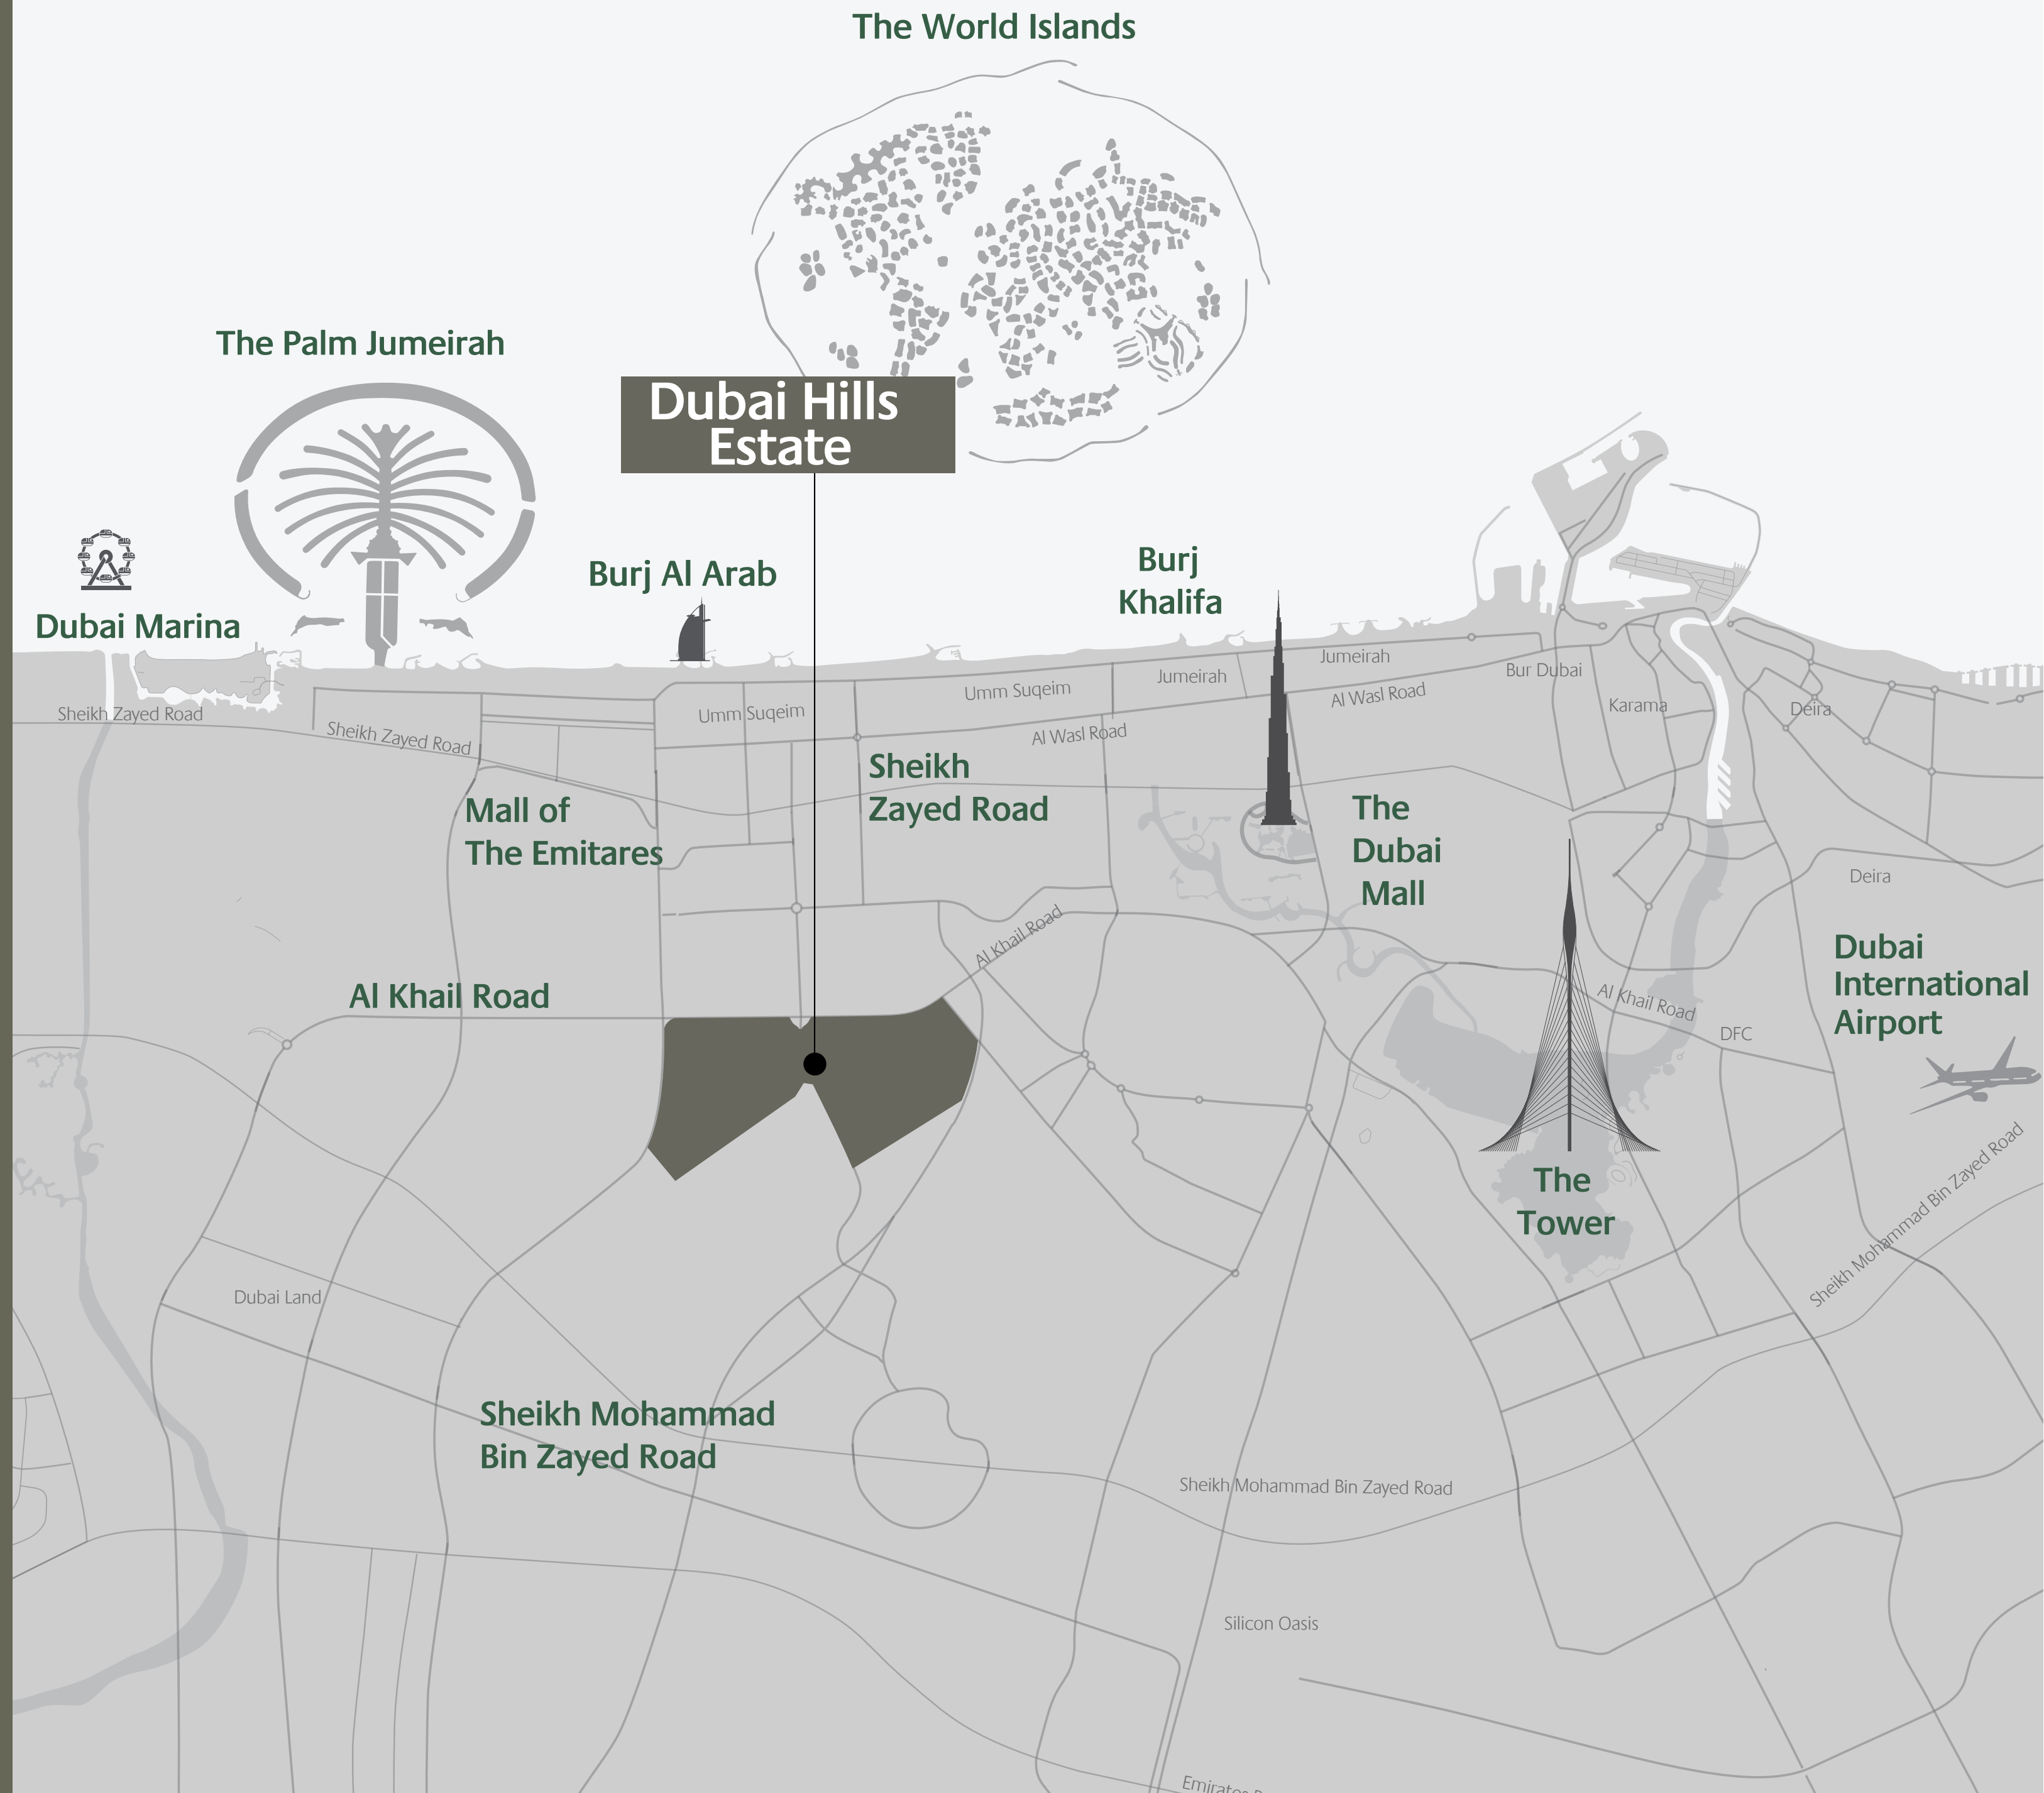 The World Islands
The Palm Jumeirah
Dubai Hills
Estate
Burj Al Arab
Burj
Khalifa
Dubai Marina
Jumeirah
Jumeirah
Bur Dubai
Umm Suqeim
Umm Suqeim
Al Wasl Road
Al Wasl Road
Karama
Deira
Sheikh Zayed Road
Sheikh Zayed Road
Sheikh
Zayed Road
Mall of
The Emitares
The
Dubai
Mall
Deira
Al Khail Road
Dubai
International
Airport
Al Khail Road
Al Khail Road
DFC
The
Tower
Sheikh Mohammad Bin Zayed Road
Dubai Land
Sheikh Mohammad
Bin Zayed Road
Sheikh Mohammad Bin Zayed Road
Silicon Oasis
Emirates